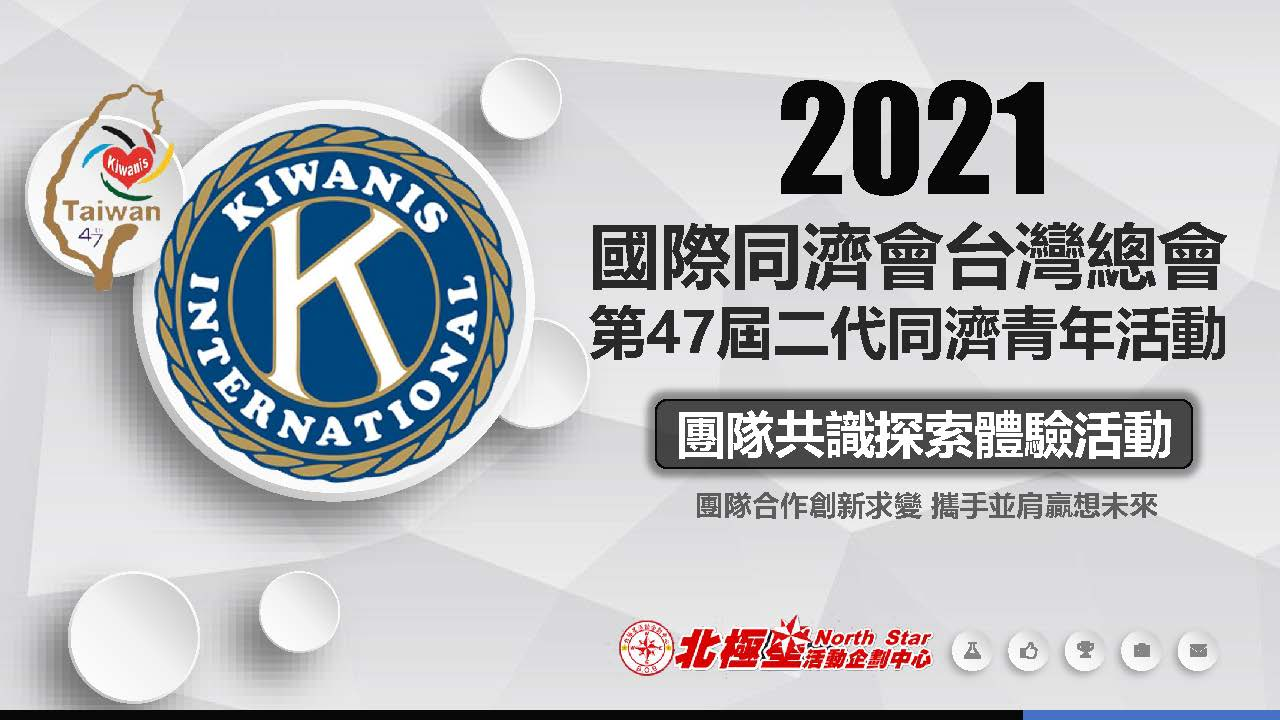 2021
國際同濟會台灣總會
第47屆二代同濟青年活動
團隊共識探索體驗活動
團隊合作創新求變 攜手並肩贏想未來
Kiwanis
Taiwan
47th
KIWANIS
K
INTERNATIONAL
北極星
North Star
活動企劃中心